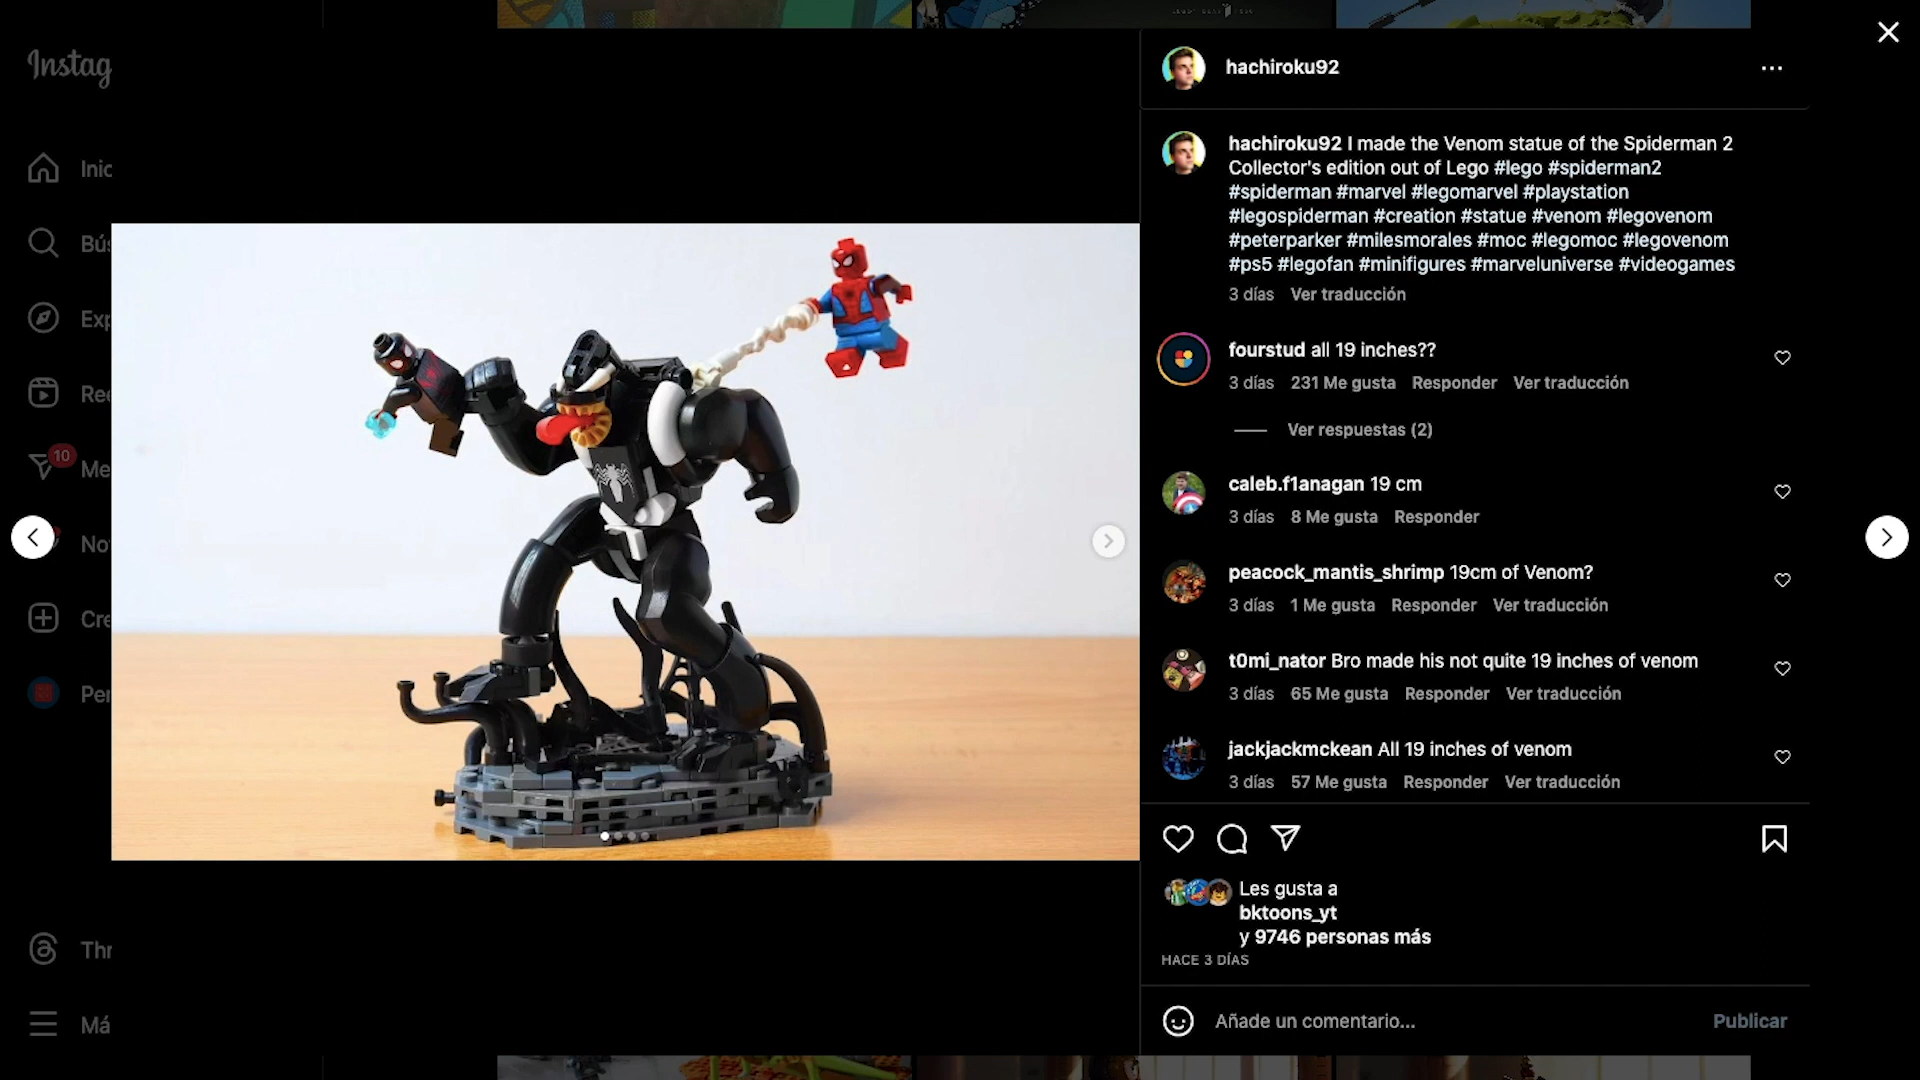 Instag
Inic
Bús
Exp
Ree
10
Me
No
Cre
Per
Thr
Má
hachiroku92
hachiroku92 I made the Venom statue of the Spiderman 2
Collector's edition out of Lego #lego #spiderman2
#spiderman #marvel #legomarvel #playstation
#legospiderman #creation #statue #venom #legovenom
#peterparker #milesmorales #moc #legomoc #legovenom
#ps5 #legofan #minifigures #marveluniverse #videogames
3 días Ver traducción
fourstud all 19 inches??
3 días 231 Me gusta Responder Ver traducción
Ver respuestas (2)
caleb.f1anagan 19 cm
3 días 8 Me gusta Responder
peacock_mantis_shrimp 19cm of Venom?
3 días 1 Me gusta Responder Ver traducción
t0mi_nator Bro made his not quite 19 inches of venom
3 días 65 Me gusta Responder Ver traducción
jackjackmckean All 19 inches of venom
3 días 57 Me gusta Responder Ver traducción
Les gusta a
bktoons_yt
y 9746 personas más
HACE 3 DÍAS
Añade un comentario...
Publicar